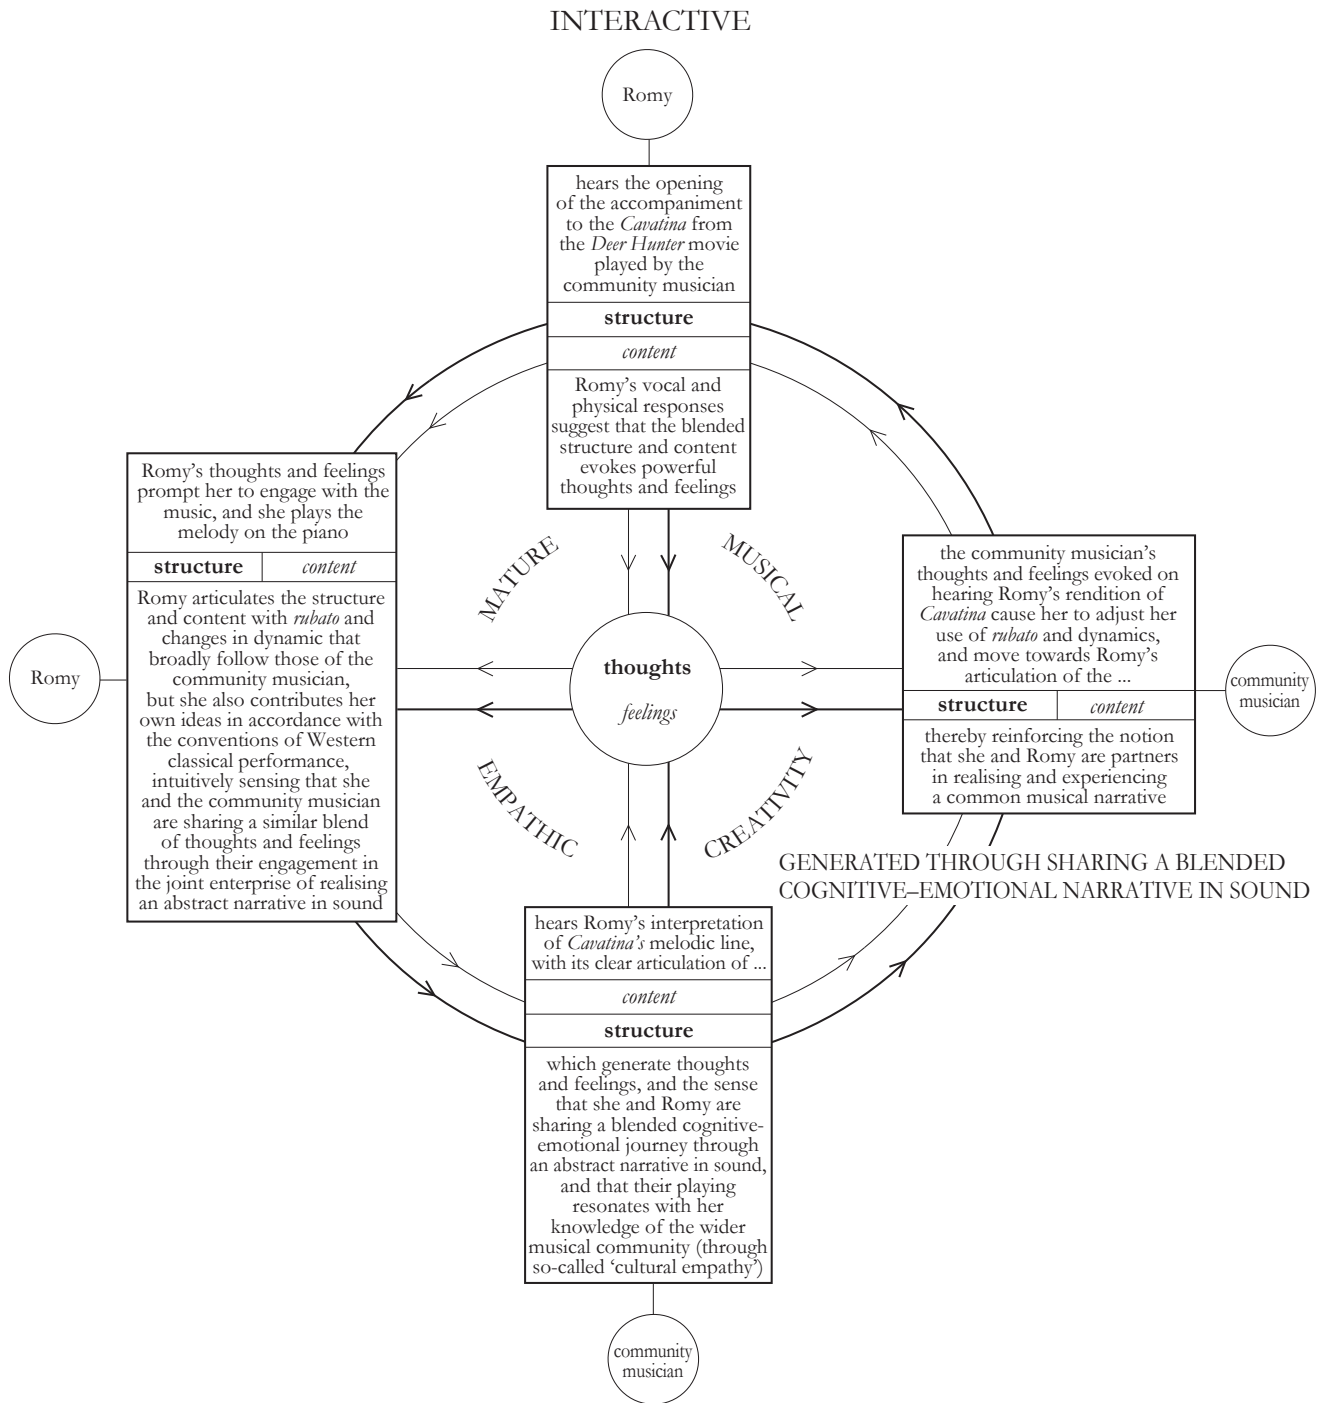 INTERACTIVE
Romy
hears the opening
of the accompaniment
to the Cavatina from
the Deer Hunter movie
played by the
community musician
structure
content
Romy’s vocal and
physical responses
suggest that the blended
structure and content
evokes powerful
thoughts and feelings
Romy
Romy’s thoughts and feelings
prompt her to engage with the
music, and she plays the
melody on the piano
structure
content
Romy articulates the structure
and content with rubato and
changes in dynamic that
broadly follow those of the
community musician,
but she also contributes her
own ideas in accordance with
the conventions of Western
classical performance,
intuitively sensing that she
and the community musician
are sharing a similar blend
of thoughts and feelings
through their engagement in
the joint enterprise of realising
an abstract narrative in sound
MATURE
MUSICAL
thoughts
feelings
EMPATHIC
CREATIVITY
the community musician’s
thoughts and feelings evoked on
hearing Romy’s rendition of
Cavatina cause her to adjust her
use of rubato and dynamics,
and move towards Romy’s
articulation of the ...
structure
content
thereby reinforcing the notion
that she and Romy are partners
in realising and experiencing
a common musical narrative
community
musician
GENERATED THROUGH SHARING A BLENDED
COGNITIVE–EMOTIONAL NARRATIVE IN SOUND
hears Romy’s interpretation
of Cavatina’s melodic line,
with its clear articulation of ...
content
structure
which generate thoughts
and feelings, and the sense
that she and Romy are
sharing a blended cognitive-
emotional journey through
an abstract narrative in sound,
and that their playing
resonates with her
knowledge of the wider
musical community (through
so-called ‘cultural empathy’)
community
musician